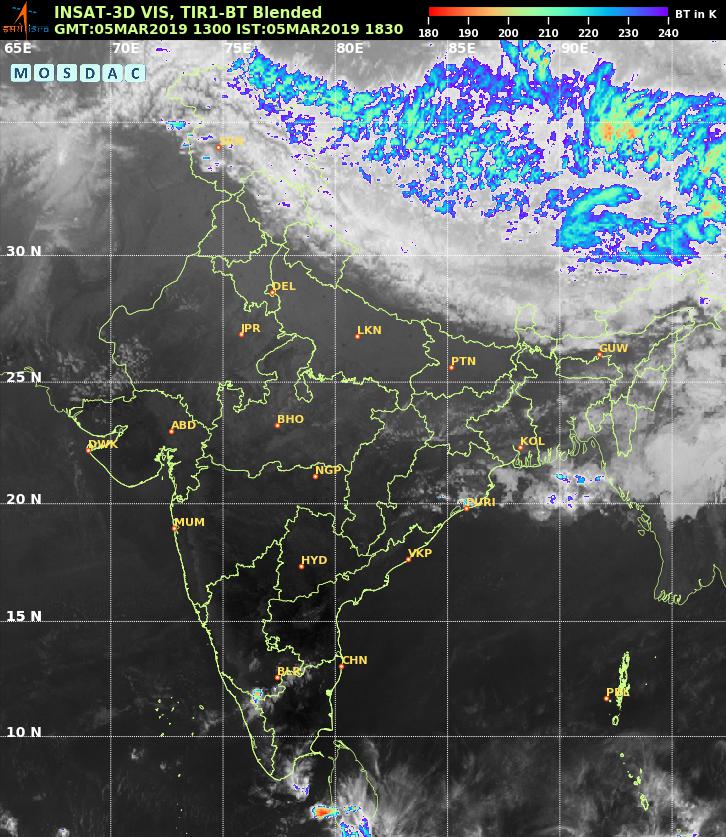 INSAT-3D VIS, TIR1-BT Blended
GMT:05MAR2019 1300 IST:05MAR2019 1830
BT in K
180 190 200 210 220 230 240
65E 70E 75E 80E 85E 90E
M O S D A C
30 N
DEL
JPR
LKN
GUW
PTN
25 N
ABD
BHO
KOL
DWK
NGP
20 N
PURI
MUM
VKP
HYD
15 N
CHN
BLR
PBL
10 N